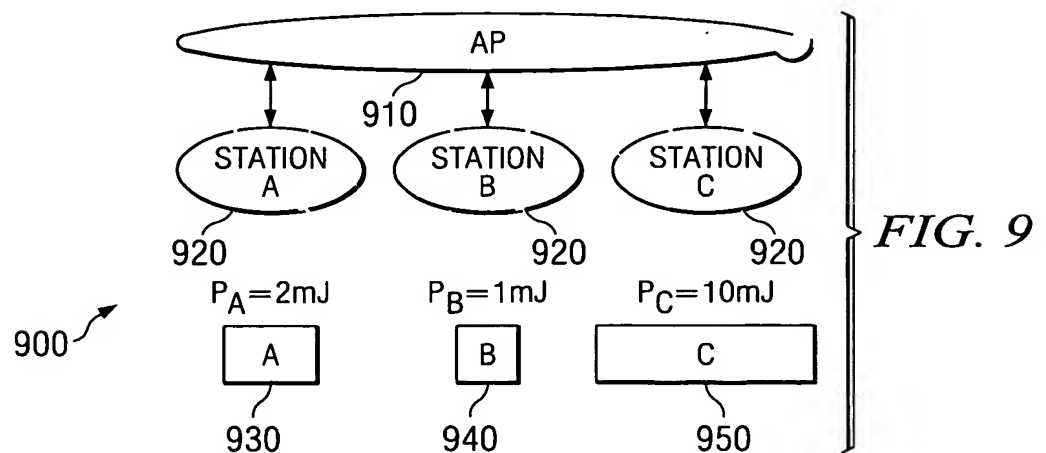 AP
910
STATION A
STATION B
STATION C
920
920
920
FIG. 9
P_A=2mJ
P_B=1mJ
P_C=10mJ
900
A
B
C
930
940
950